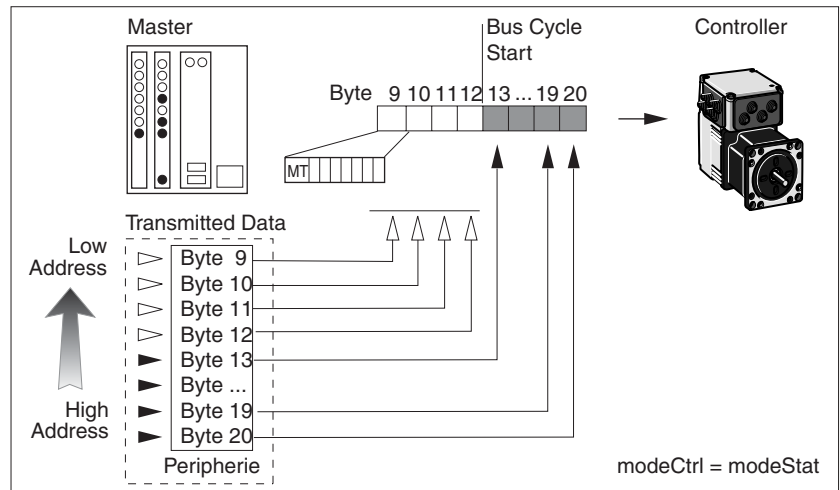 Master
Bus Cycle
Start
Controller
Byte 9 10 11 12 13 ... 19 20
MT
Transmitted Data
Low
Address
Byte 9
Byte 10
Byte 11
Byte 12
Byte 13
Byte ...
Byte 19
Byte 20
High
Address
Peripherie
modeCtrl = modeStat